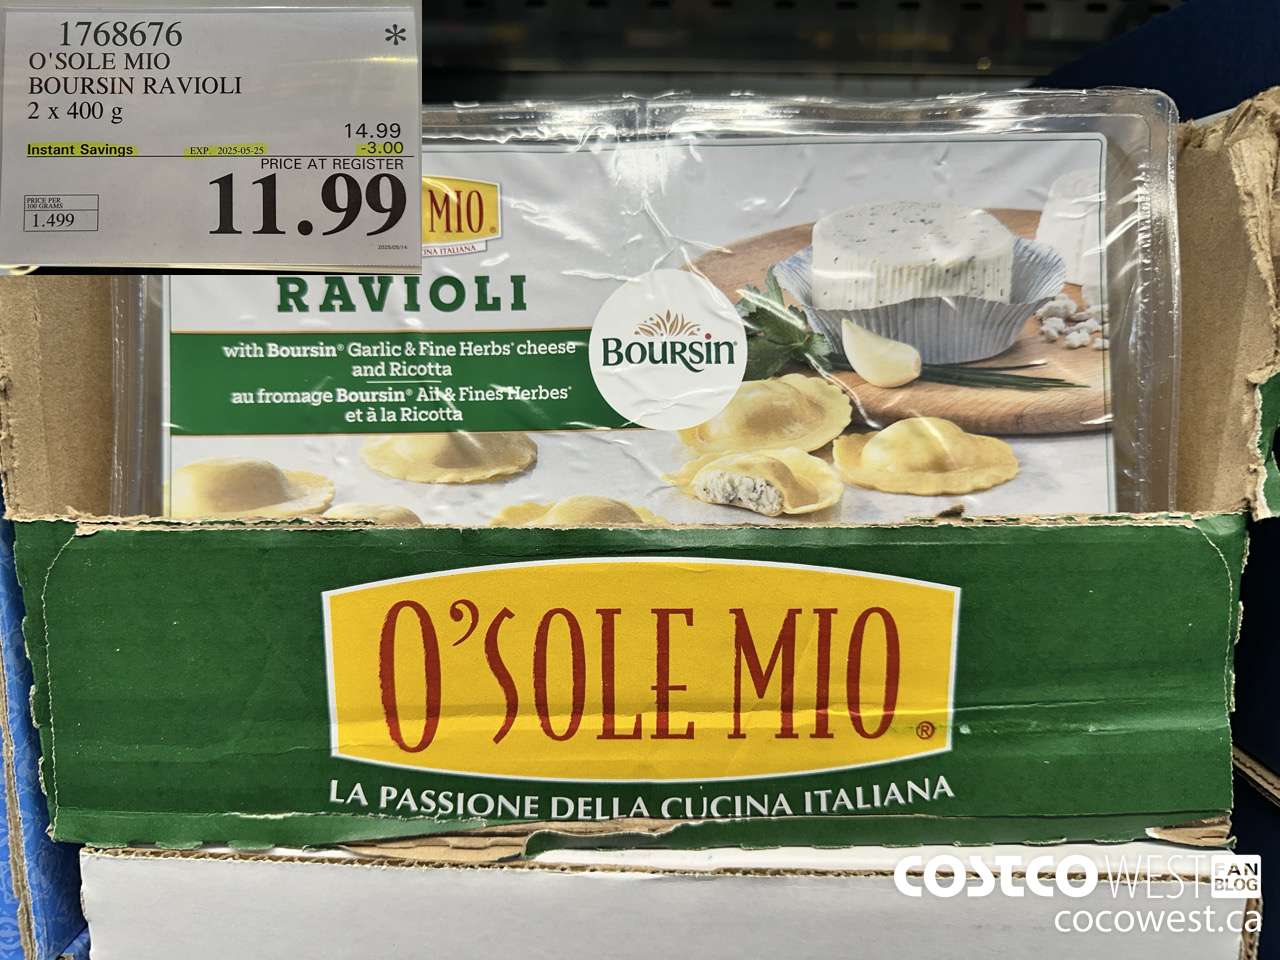 1768676 *
O'SOLE MIO
BOURSIN RAVIOLI
2 x 400 g
14.99
Instant Savings EXP. 2025-05-25 -3.00
PRICE AT REGISTER
11.99
PRICE PER
100 GRAMS
1.499
2025/05/14
MIO®
CINA ITALIANA
RAVIOLI
with Boursin® Garlic & Fine Herbs* cheese
and Ricotta
au fromage Boursin® Ail & Fines Herbes*
et à la Ricotta
BOURSIN®
O'SOLE MIO®
LA PASSIONE DELLA CUCINA ITALIANA
COSTCO WEST FAN BLOG
cocowest.ca